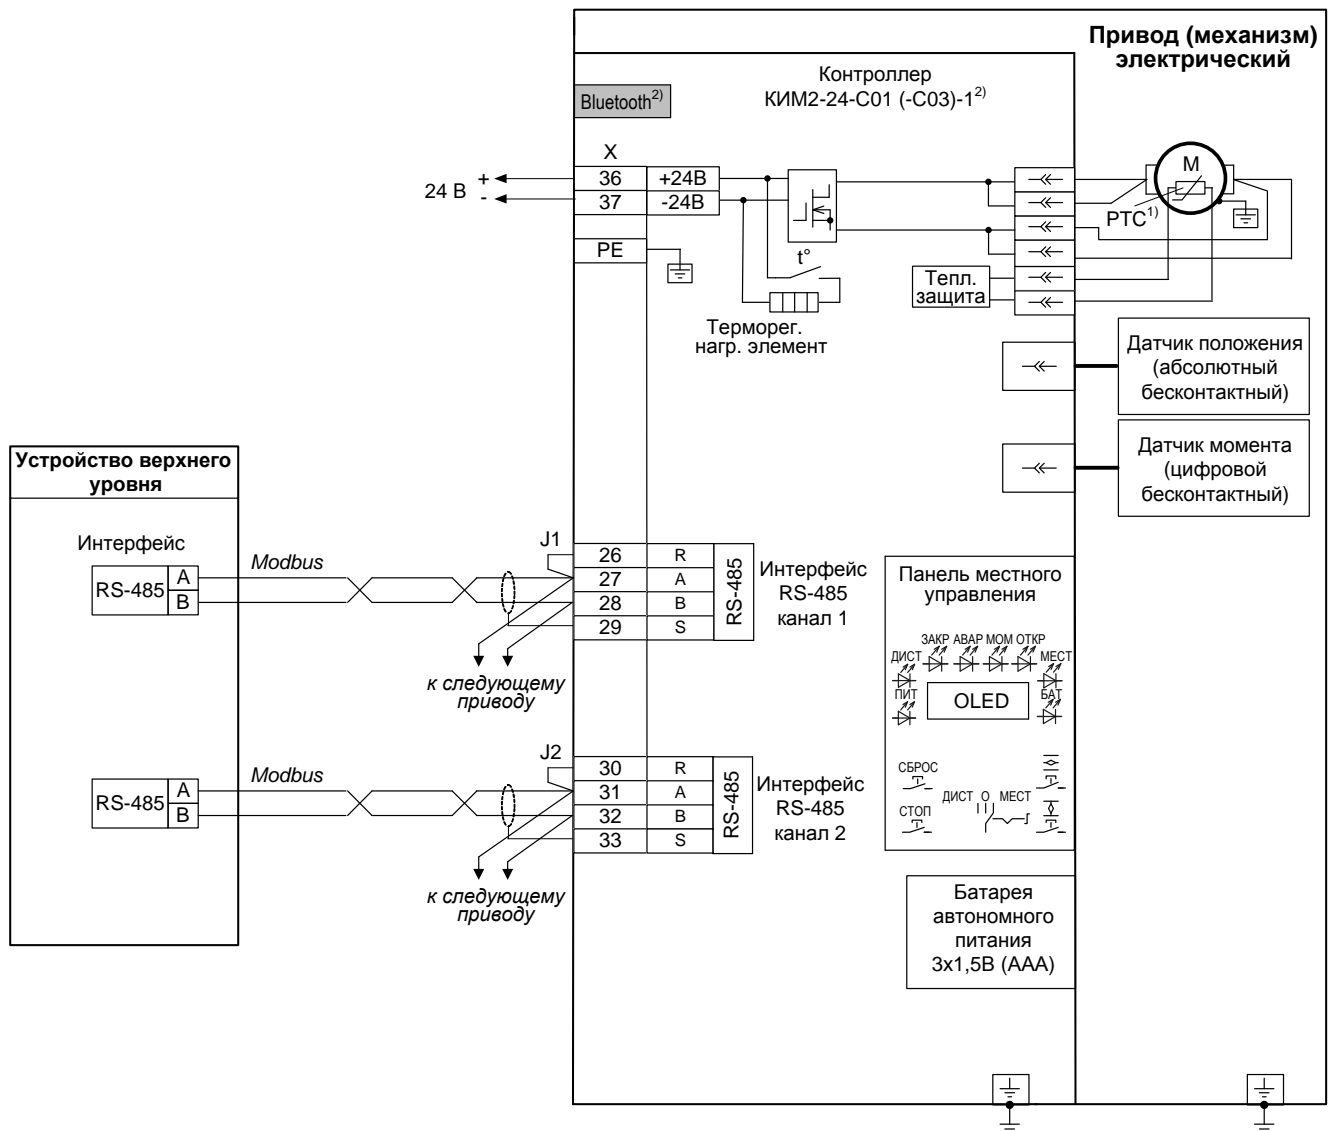 Привод (механизм)
электрический
Контроллер
КИМ2-24-С01 (-С03)-1²⁾
Bluetooth²⁾
X
24 В
+
-
36
+24В
37
-24В
PE
t°
Терморег.
нагр. элемент
Тепл.
защита
M
PTC¹⁾
Датчик положения
(абсолютный
бесконтактный)
Датчик момента
(цифровой
бесконтактный)
Устройство верхнего
уровня
Интерфейс
RS-485
A
B
Modbus
J1
26
R
27
A
28
B
29
S
RS-485
Интерфейс
RS-485
канал 1
к следующему
приводу
RS-485
A
B
Modbus
J2
30
R
31
A
32
B
33
S
RS-485
Интерфейс
RS-485
канал 2
к следующему
приводу
Панель местного
управления
ЗАКР АВАР МОМ ОТКР
ДИСТ
МЕСТ
ПИТ
БАТ
OLED
СБРОС
СТОП
ДИСТ О МЕСТ
Батарея
автономного
питания
3x1,5В (ААА)